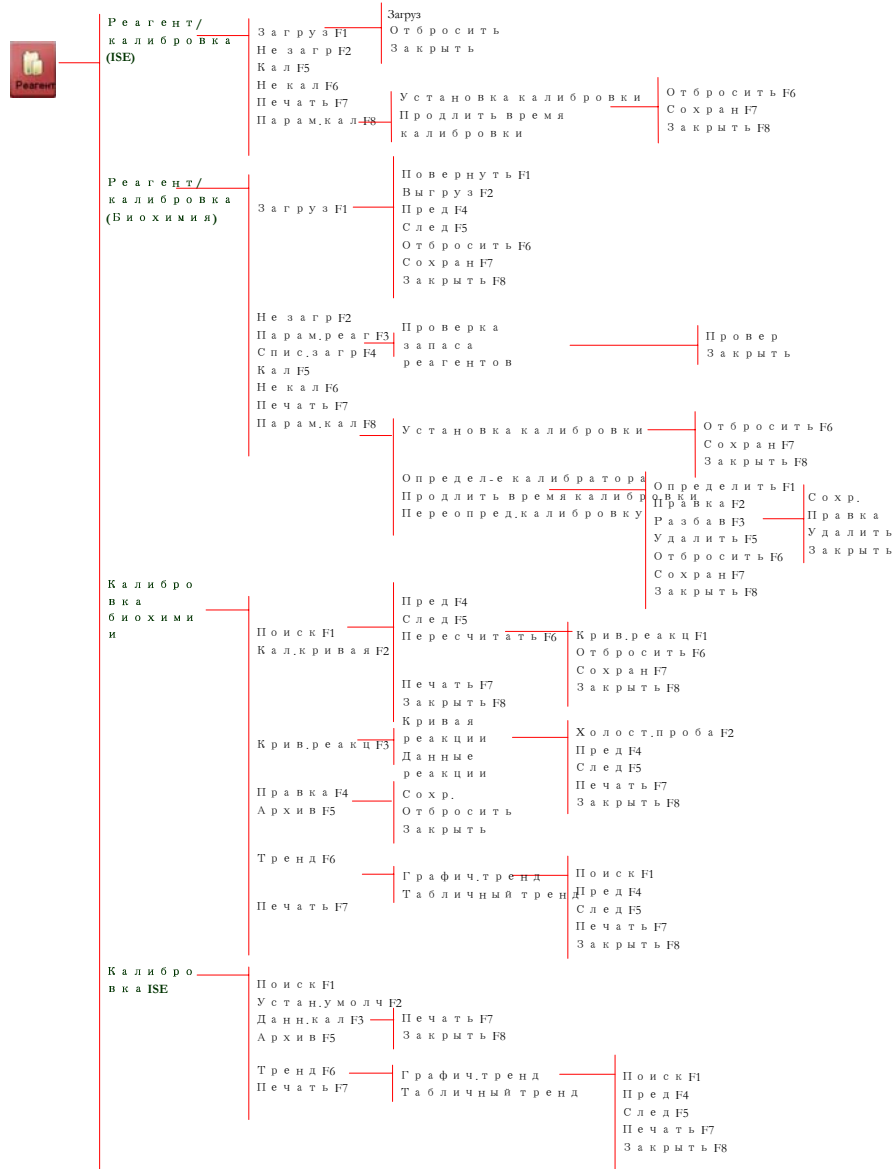 Реагент
Реагент/
калибровка
(ISE)
Загруз F1
Не загр F2
Кал F5
Не кал F6
Печать F7
Парам.кал F8
Загруз
Отбросить
Закрыть
Установка калибровки
Продлить время
калибровки
Отбросить F6
Сохран F7
Закрыть F8
Реагент/
калибровка
(Биохимия)
Загруз F1
Повернуть F1
Выгруз F2
Пред F4
След F5
Отбросить F6
Сохран F7
Закрыть F8
Не загр F2
Парам.реаг F3
Спис.загр F4
Кал F5
Не кал F6
Печать F7
Парам.кал F8
Проверка
запаса
реагентов
Провер
Закрыть
Установка калибровки
Отбросить F6
Сохран F7
Закрыть F8
Определ-е калибратора
Продлить время калибровки
Переопред.калибровку
Определить F1
Правка F2
Разбав F3
Удалить F5
Отбросить F6
Сохран F7
Закрыть F8
Сохр.
Правка
Удалить
Закрыть
Калибро
вка
биохими
и
Поиск F1
Кал.кривая F2
Пред F4
След F5
Пересчитать F6
Печать F7
Закрыть F8
Крив.реакц F1
Отбросить F6
Сохран F7
Закрыть F8
Крив.реакц F3
Кривая
реакции
Данные
реакции
Холост.проба F2
Пред F4
След F5
Печать F7
Закрыть F8
Правка F4
Архив F5
Сохр.
Отбросить
Закрыть
Тренд F6
Печать F7
Графич.тренд
Табличный тренд
Поиск F1
Пред F4
След F5
Печать F7
Закрыть F8
Калибро
вка ISE
Поиск F1
Устан.умолч F2
Данн.кал F3
Архив F5
Печать F7
Закрыть F8
Тренд F6
Печать F7
Графич.тренд
Табличный тренд
Поиск F1
Пред F4
След F5
Печать F7
Закрыть F8